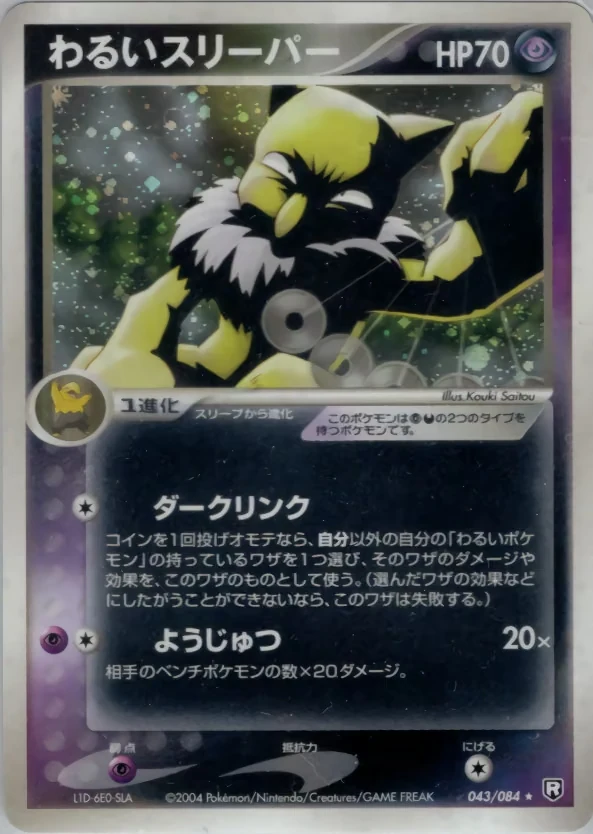 わるいスリーパー HP70
Illus.Kouki Saitou
1進化 スリープから進化
このポケモンは の2つのタイプを
持つポケモンです。
ダークリンク
コインを1回投げオモテなら、自分以外の自分の「わるいポケ
モン」の持っているワザを1つ選び、そのワザのダメージや
効果を、このワザのものとして使う。(選んだワザの効果など
にしたがうことができないなら、このワザは失敗する。)
ようじゅつ 20×
相手のベンチポケモンの数×20ダメージ。
弱点 抵抗力 にげる
L1D-6E0-SLA ©2004 Pokémon/Nintendo/Creatures/GAME FREAK 043/084 ★ R